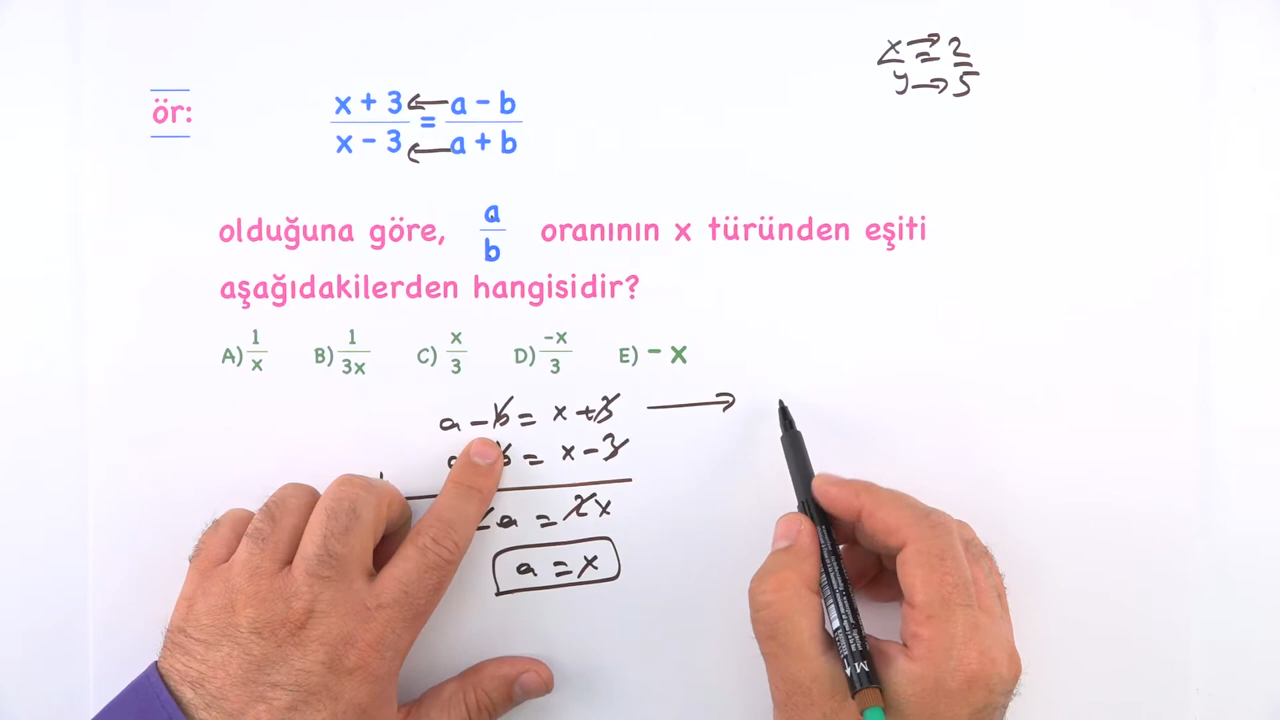 x → = 2
y → 5
ör: x + 3 ← a - b
=
x - 3 ← a + b
olduğuna göre, a/b oranının x türünden eşiti
aşağıdakilerden hangisidir?
A) 1/x B) 1/3x C) x/3 D) -x/3 E) - x
a - b = x + 3 →
b = x - 3
2a = 2x
a = x
M